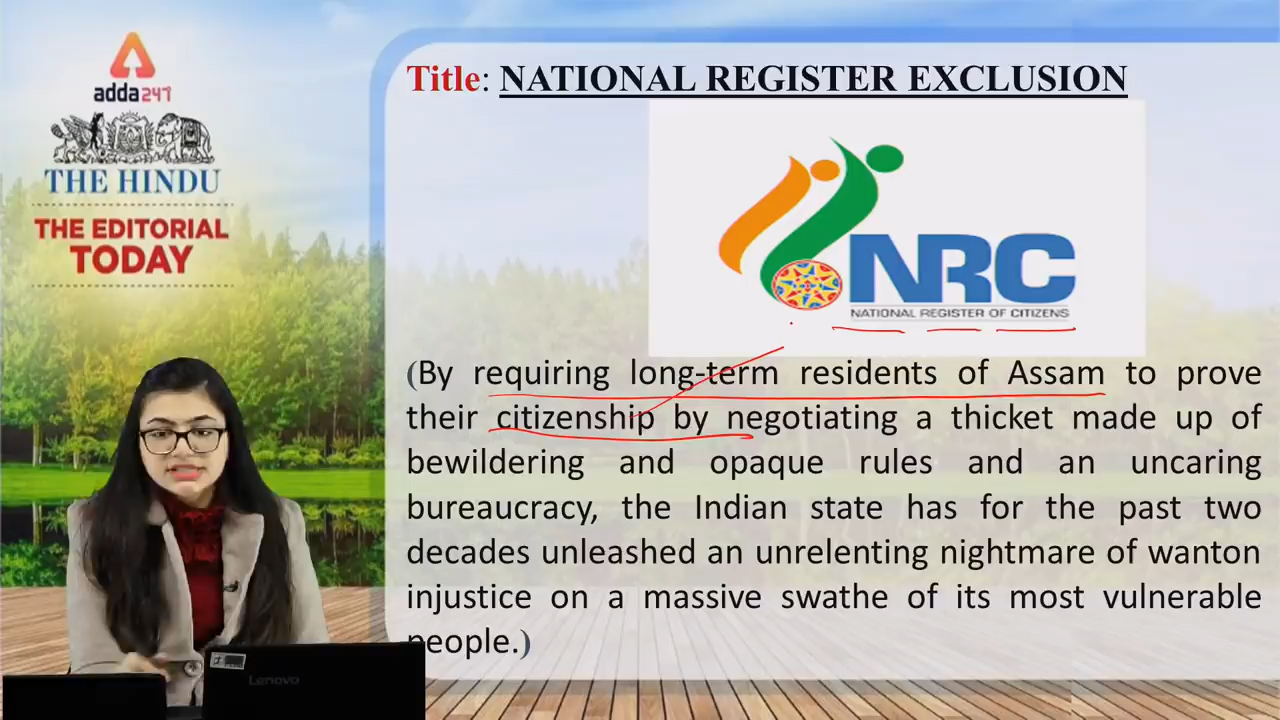 adda247
THE HINDU
THE EDITORIAL
TODAY
Title: NATIONAL REGISTER EXCLUSION
NRC
NATIONAL REGISTER OF CITIZENS
(By requiring long-term residents of Assam to prove
their citizenship by negotiating a thicket made up of
bewildering and opaque rules and an uncaring
bureaucracy, the Indian state has for the past two
decades unleashed an unrelenting nightmare of wanton
injustice on a massive swathe of its most vulnerable
people.)
Lenovo